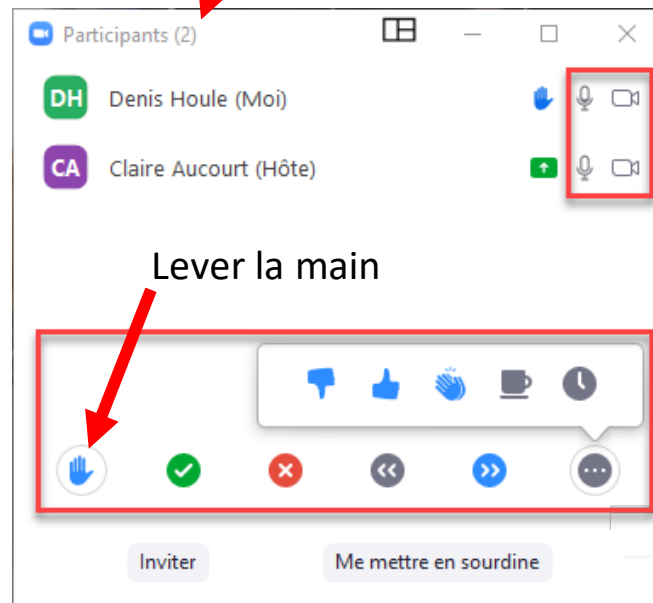 Participants (2)
DH Denis Houle (Moi)
CA Claire Aucourt (Hôte)
Lever la main
Inviter
Me mettre en sourdine